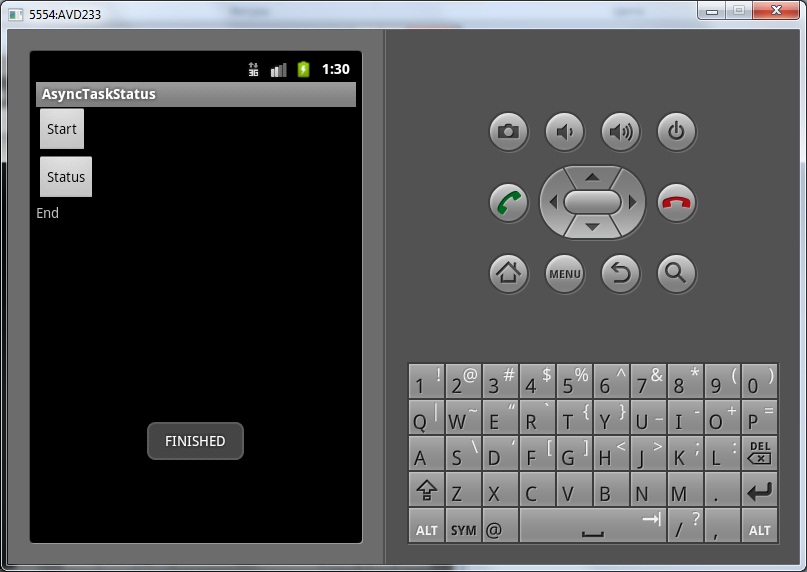 5554:AVD233
3G 1:30
AsyncTaskStatus
Start
Status
End
FINISHED
MENU
1 ! 2 @ 3 # 4 $ 5 % 6 ^ 7 & 8 * 9 ( 0 )
Q | W ~ E “ R ` T { Y } U _ I - O + P =
A S \ D ‘ F [ G ] H < J > K ; L : DEL
Z X C V B N M .
ALT SYM @ / ? , ALT